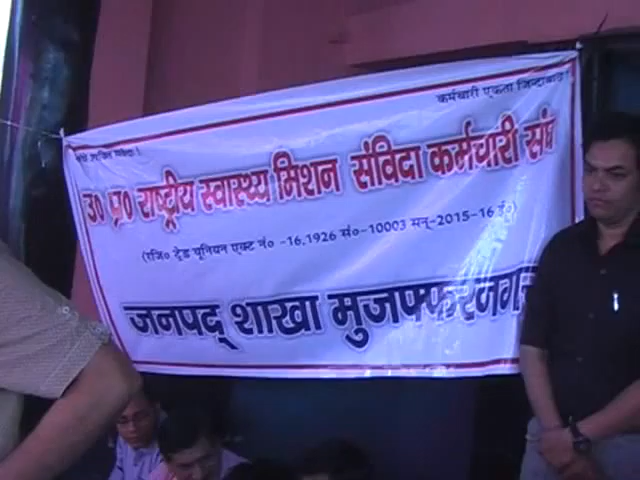 कर्मचारी एकता जिन्दाबाद!
उ० प्र० राष्ट्रीय स्वास्थ्य मिशन संविदा कर्मचारी संघ
(रजि० ट्रेड यूनियन एक्ट नं० -16,1926 सं०-10003 सन्-2015-16 ई०)
जनपद् शाखा मुजफ्फरनगर